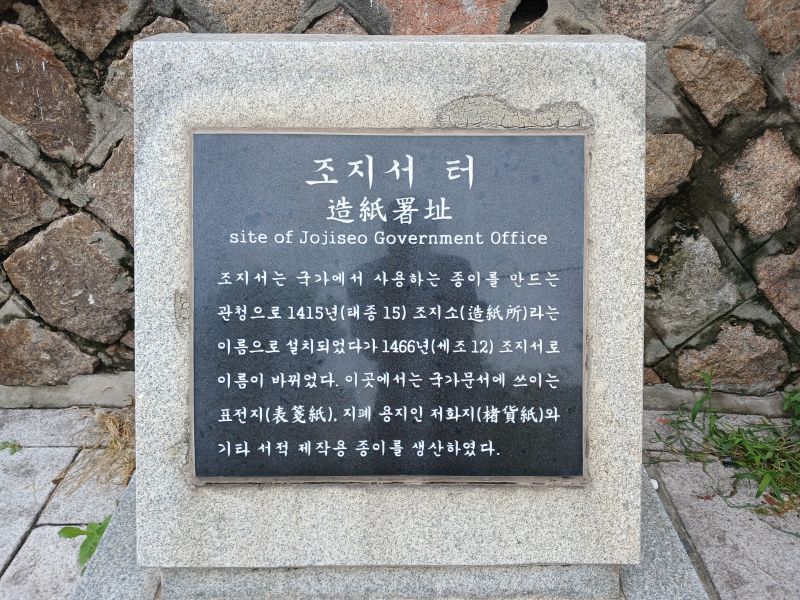 조지서 터
造紙署址
site of Jojiseo Government Office
조지서는 국가에서 사용하는 종이를 만드는
관청으로 1415년(태종 15) 조지소(造紙所)라는
이름으로 설치되었다가 1466년(세조 12) 조지서로
이름이 바뀌었다. 이곳에서는 국가문서에 쓰이는
표전지(表箋紙), 지폐 용지인 저화지(楮貨紙)와
기타 서적 제작용 종이를 생산하였다.